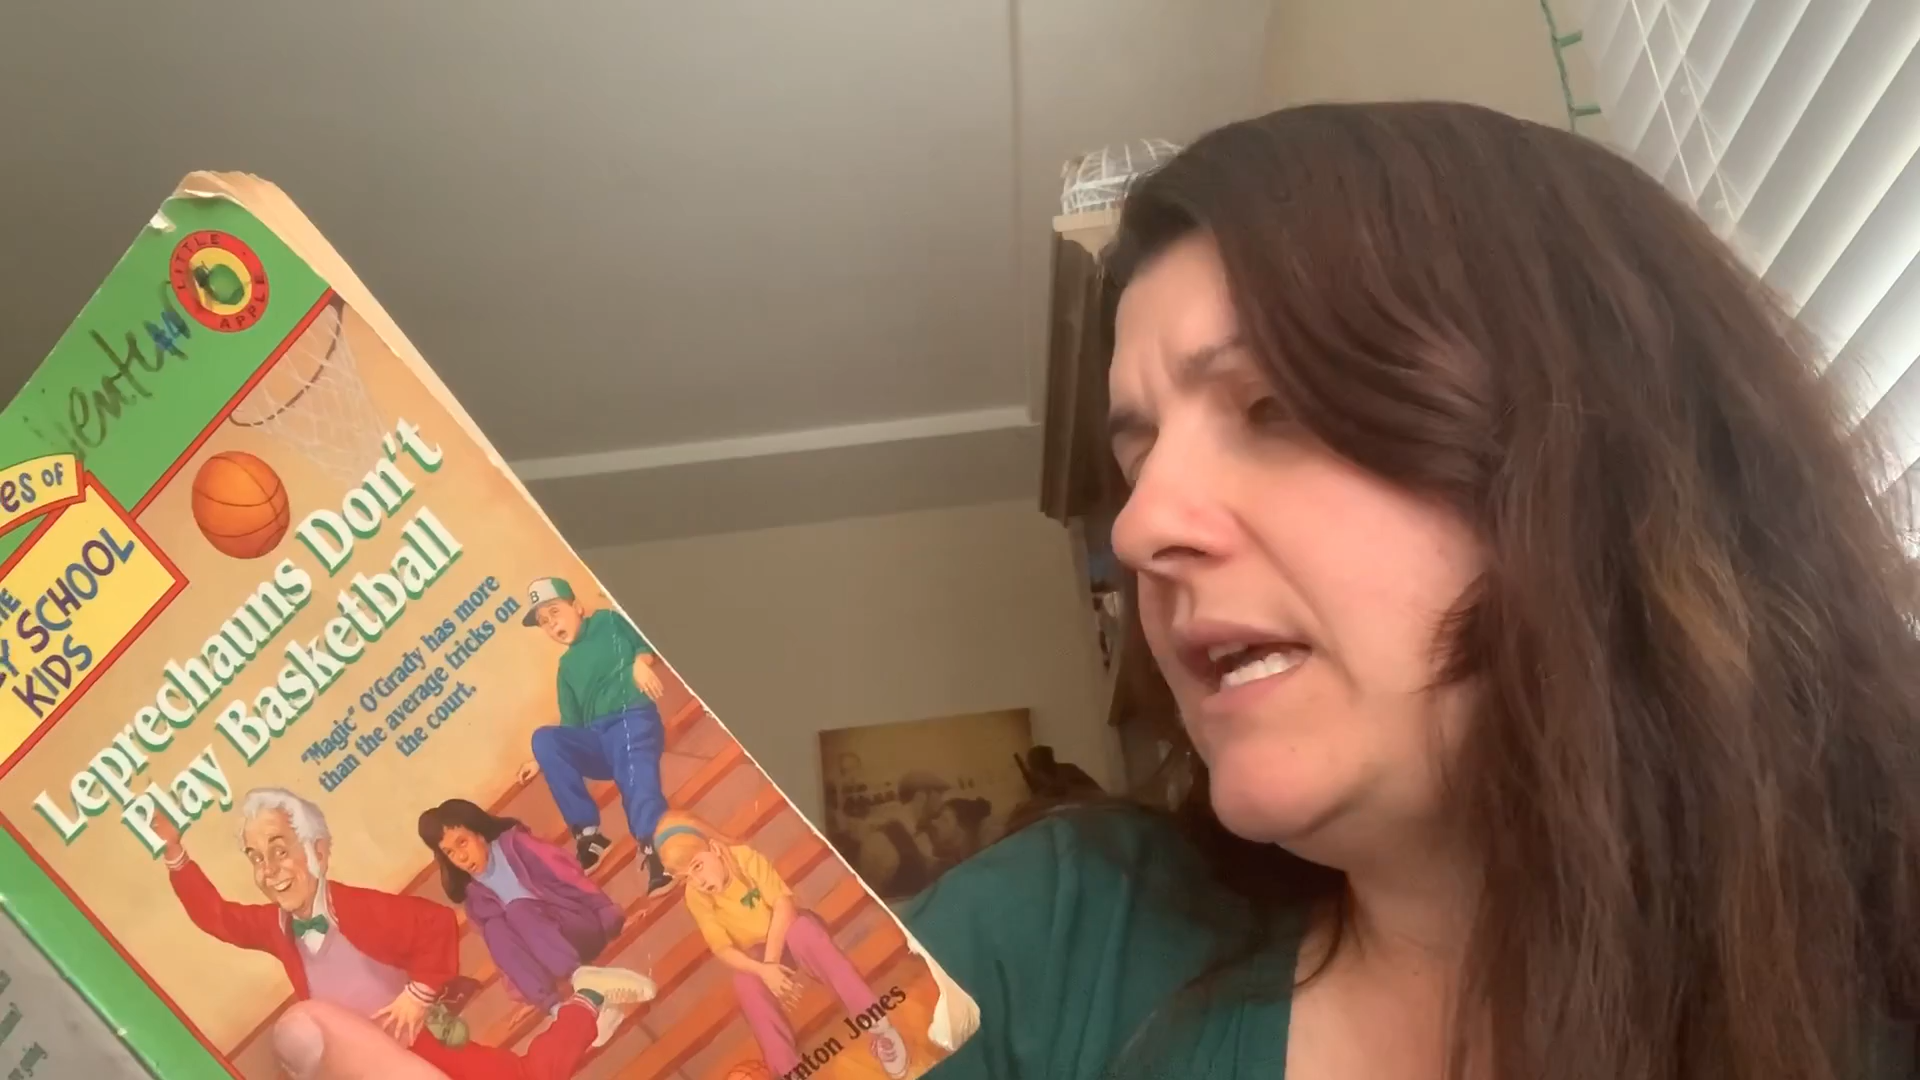 LITTLE APPLE
es of
Y SCHOOL
KIDS
Leprechauns Don't
Play Basketball
"Magic" O'Grady has more
than the average tricks on
the court.
B
rnton Jones